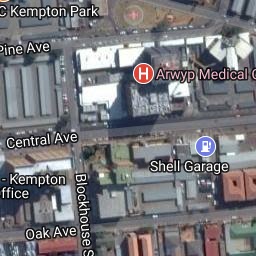 C Kempton Park
Pine Ave
H
Arwyp Medical C
Central Ave
Shell Garage
- Kempton
ffice
Blockhouse S
Oak Ave